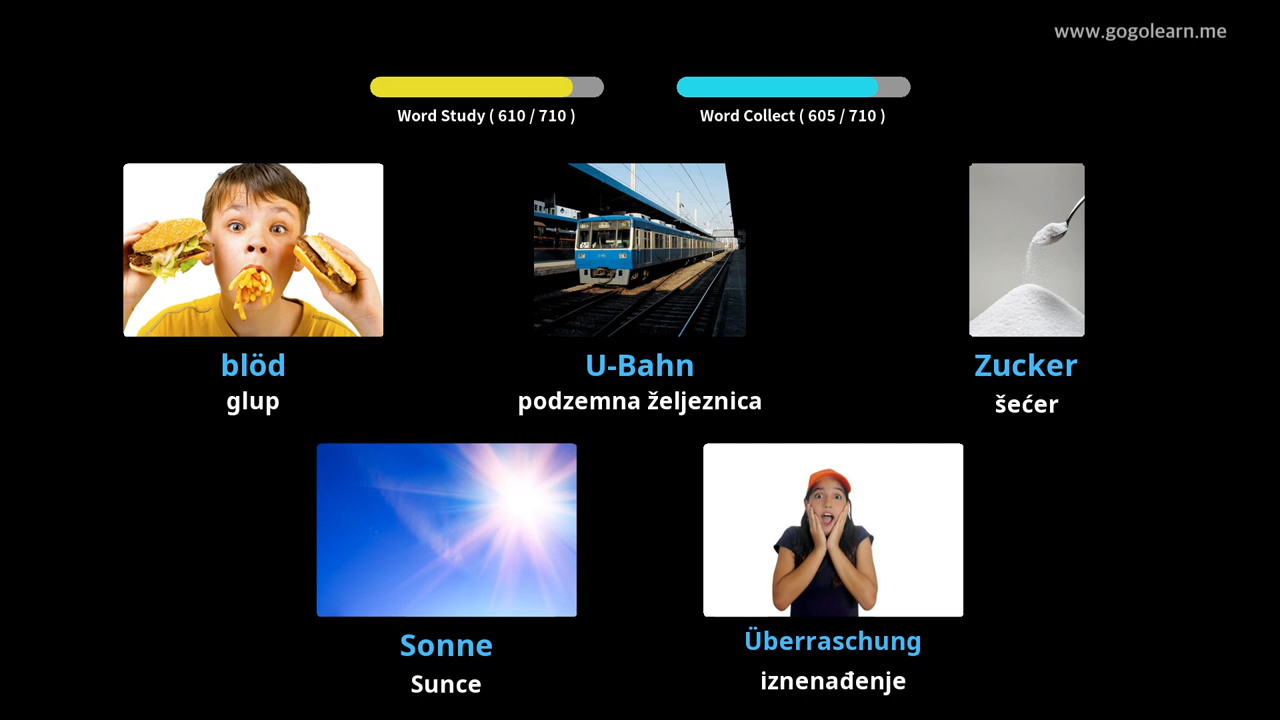 www.gogolearn.me
Word Study ( 610 / 710 )
Word Collect ( 605 / 710 )
blöd
U-Bahn
Zucker
glup
podzemna željeznica
šećer
Sonne
Überraschung
Sunce
iznenađenje